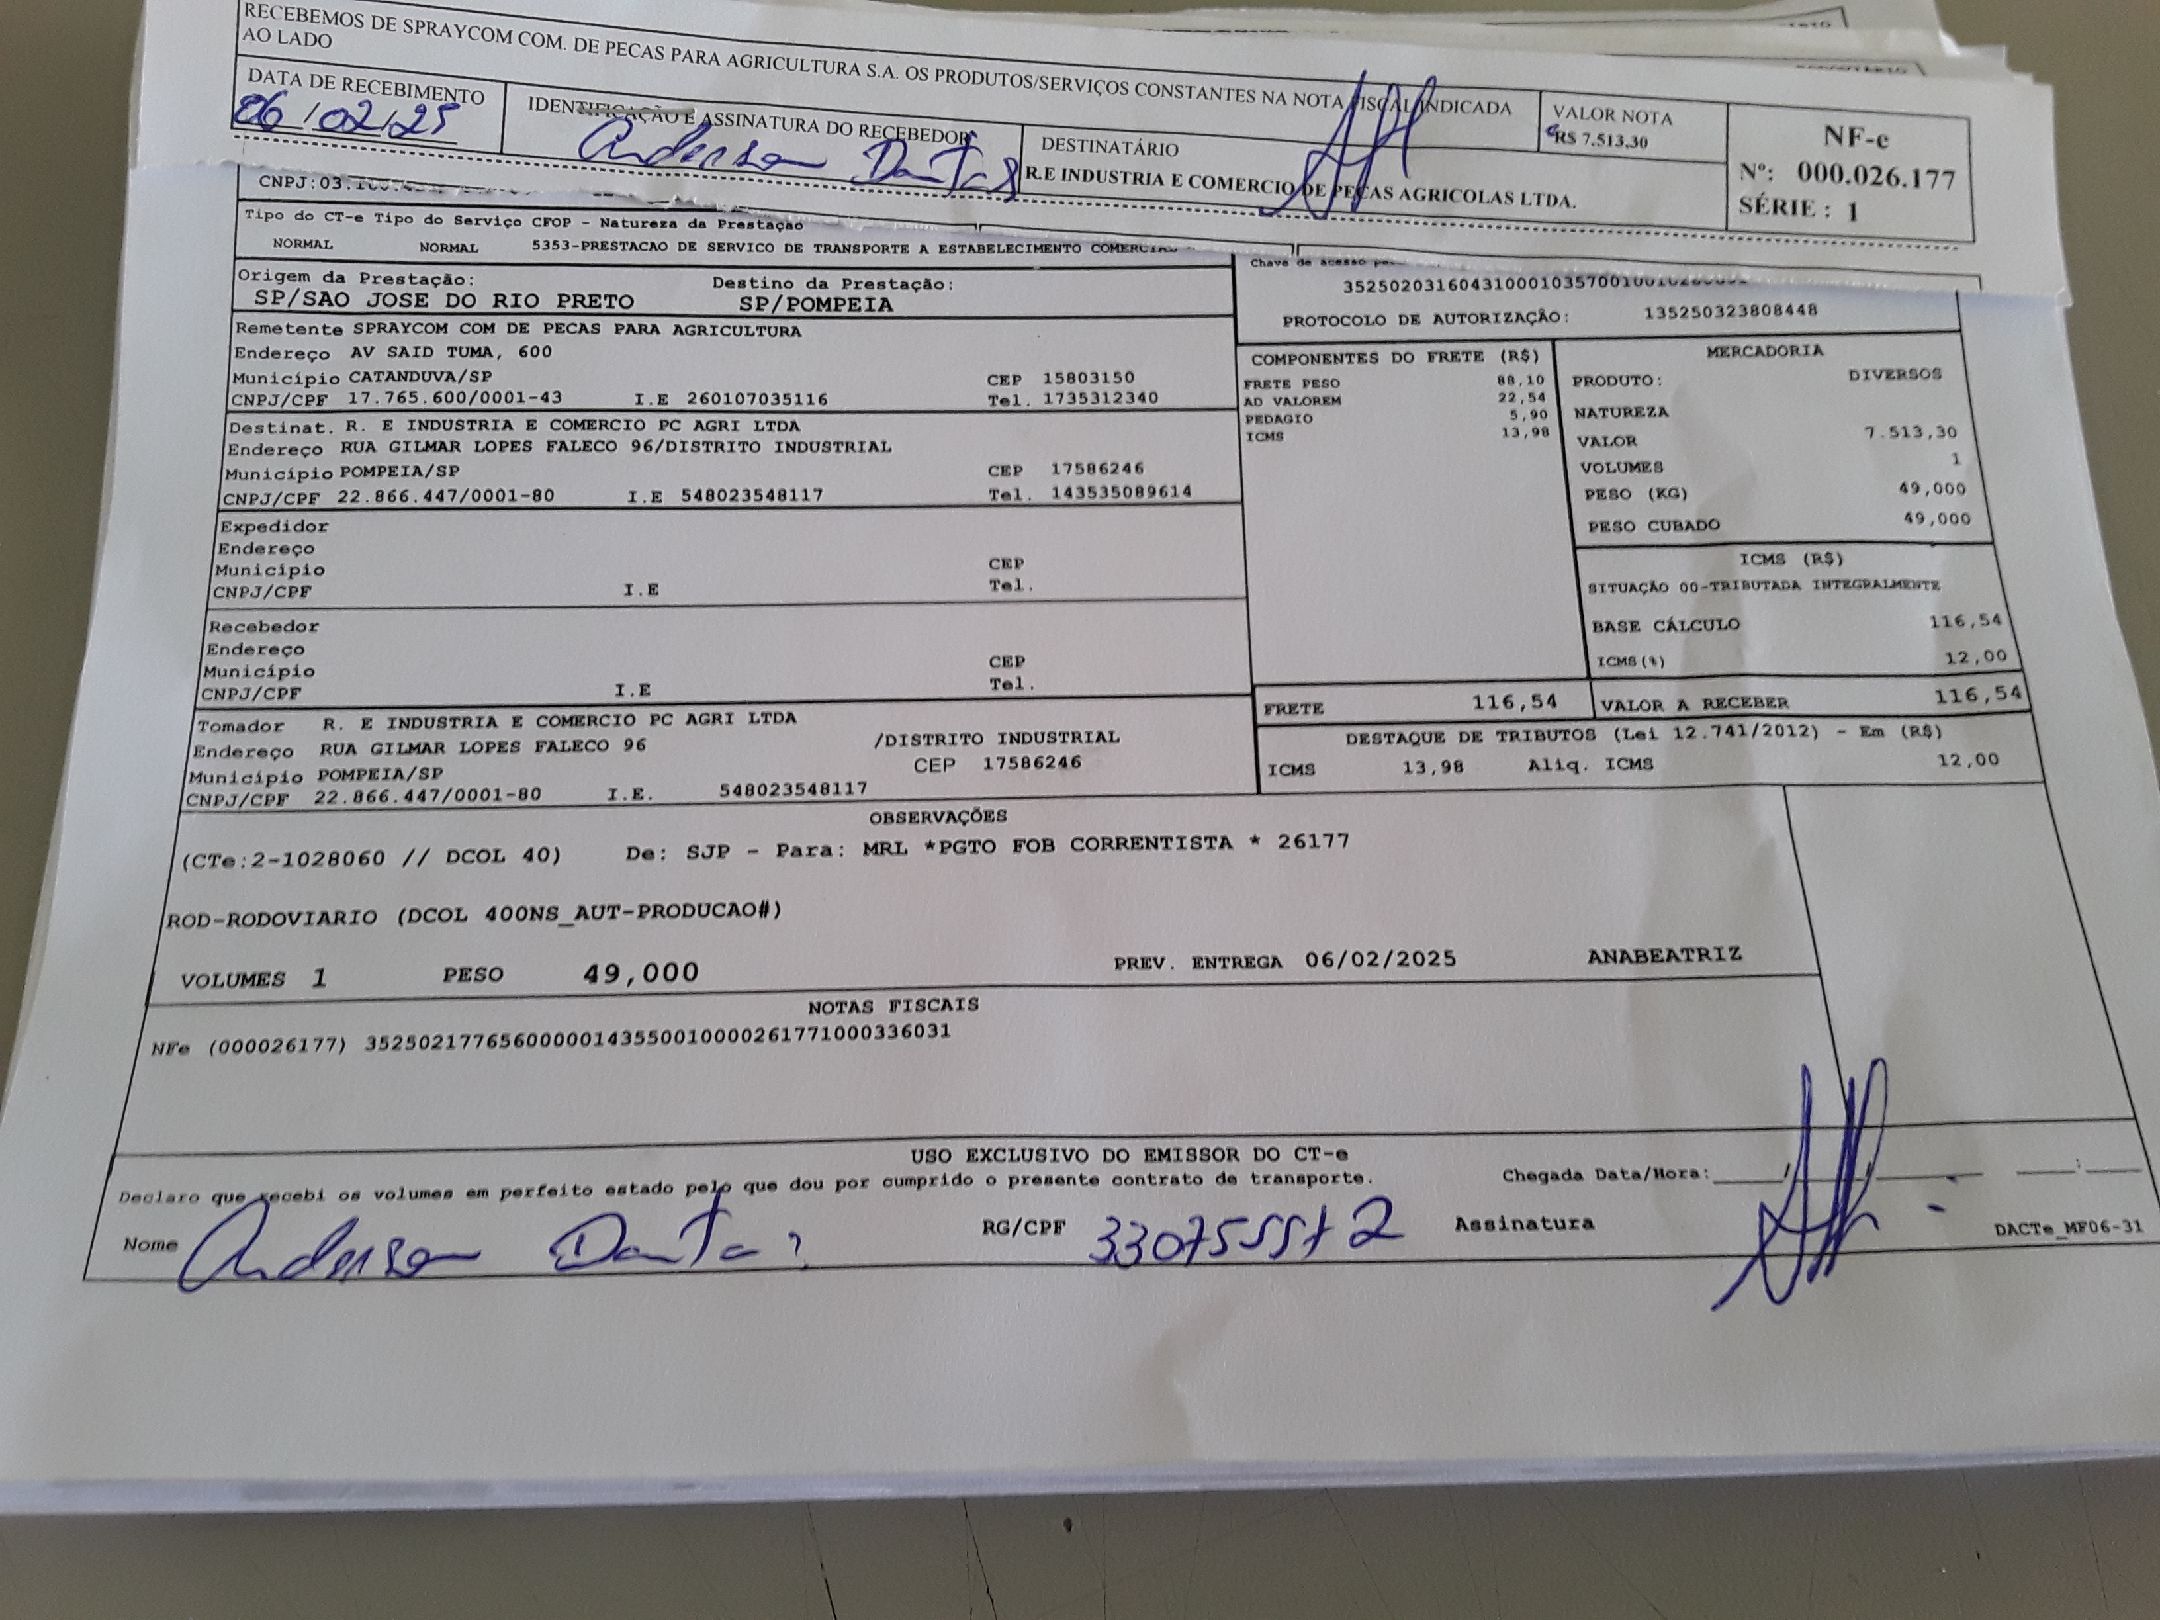 RECEBEMOS DE SPRAYCOM COM. DE PECAS PARA AGRICULTURA S.A. OS PRODUTOS/SERVIÇOS CONSTANTES NA NOTA FISCAL INDICADA
AO LADO
DATA DE RECEBIMENTO
06/02/25
IDENTIFICAÇÃO E ASSINATURA DO RECEBEDOR
Anderson Dantas
DESTINATÁRIO
R.E INDUSTRIA E COMERCIO DE PEÇAS AGRICOLAS LTDA.
VALOR NOTA
R$ 7.513,30
NF-e
Nº: 000.026.177
SÉRIE : 1
CNPJ:03.
Tipo do CT-e Tipo do Serviço CFOP - Natureza da Prestação
NORMAL NORMAL 5353-PRESTACAO DE SERVICO DE TRANSPORTE A ESTABELECIMENTO
Origem da Prestação: Destino da Prestação:
SP/SAO JOSE DO RIO PRETO SP/POMPEIA
Chave de acesso
PROTOCOLO DE AUTORIZAÇÃO: 135250323808448
Remetente SPRAYCOM COM DE PECAS PARA AGRICULTURA
Endereço AV SAID TUMA, 600
Município CATANDUVA/SP CEP 15803150
CNPJ/CPF 17.765.600/0001-43 I.E 260107035116 Tel. 1735312340
Destinat. R. E INDUSTRIA E COMERCIO PC AGRI LTDA
Endereço RUA GILMAR LOPES FALECO 96/DISTRITO INDUSTRIAL
Município POMPEIA/SP CEP 17586246
CNPJ/CPF 22.866.447/0001-80 I.E 548023548117 Tel. 143535089614
Expedidor
Endereço
Município CEP
CNPJ/CPF I.E Tel.
Recebedor
Endereço
Município CEP
CNPJ/CPF I.E Tel.
Tomador R. E INDUSTRIA E COMERCIO PC AGRI LTDA
Endereço RUA GILMAR LOPES FALECO 96 /DISTRITO INDUSTRIAL
Município POMPEIA/SP CEP 17586246
CNPJ/CPF 22.866.447/0001-80 I.E. 548023548117
COMPONENTES DO FRETE (R$)
FRETE PESO 88,10
AD VALOREM 22,54
PEDAGIO 5,90
ICMS 13,98
MERCADORIA
PRODUTO: DIVERSOS
NATUREZA
VALOR 7.513,30
VOLUMES 1
PESO (KG) 49,000
PESO CUBADO 49,000
ICMS (R$)
SITUAÇÃO 00-TRIBUTADA INTEGRALMENTE
BASE CÁLCULO 116,54
ICMS(%) 12,00
FRETE 116,54 VALOR A RECEBER 116,54
DESTAQUE DE TRIBUTOS (Lei 12.741/2012) - Em (R$)
ICMS 13,98 Aliq. ICMS 12,00
OBSERVAÇÕES
(CTe:2-1028060 // DCOL 40) De: SJP - Para: MRL *PGTO FOB CORRENTISTA * 26177
ROD-RODOVIARIO (DCOL 400NS_AUT-PRODUCAO#)
VOLUMES 1 PESO 49,000 PREV. ENTREGA 06/02/2025 ANABEATRIZ
NOTAS FISCAIS
NFe (000026177) 35250217765600000143550010000261771000336031
USO EXCLUSIVO DO EMISSOR DO CT-e
Declaro que recebi os volumes em perfeito estado pelo que dou por cumprido o presente contrato de transporte. Chegada Data/Hora:
Nome Anderson Dantas RG/CPF Assinatura
DACTe_MF06-31